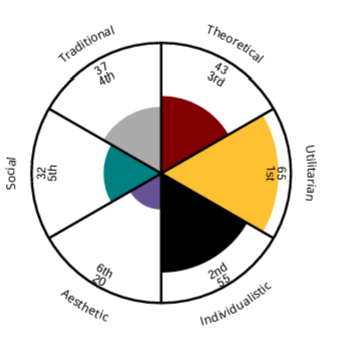 Traditional
37
4th
Theoretical
43
3rd
Utilitarian
65
1st
Individualistic
2nd
55
Aesthetic
6th
20
Social
32
5th